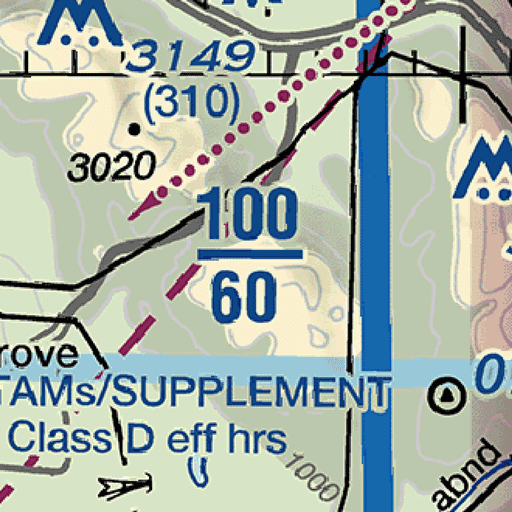 3149
(310)
3020
100
60
rove
TAMs/SUPPLEMENT
Class D eff hrs
1000
abnd